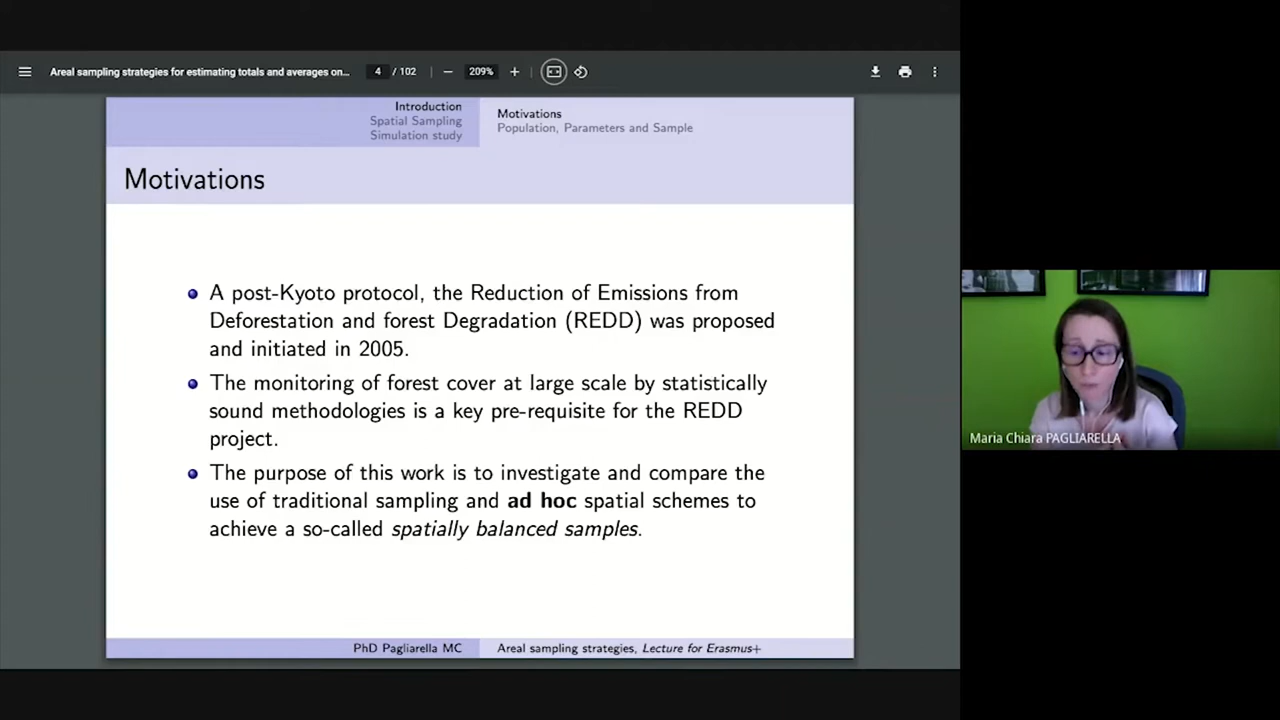 Areal sampling strategies for estimating totals and averages on...
4 / 102
209%
Introduction
Spatial Sampling
Simulation study
Motivations
Population, Parameters and Sample
Motivations
A post-Kyoto protocol, the Reduction of Emissions from
Deforestation and forest Degradation (REDD) was proposed
and initiated in 2005.
The monitoring of forest cover at large scale by statistically
sound methodologies is a key pre-requisite for the REDD
project.
The purpose of this work is to investigate and compare the
use of traditional sampling and ad hoc spatial schemes to
achieve a so-called spatially balanced samples.
PhD Pagliarella MC
Areal sampling strategies, Lecture for Erasmus+
Maria Chiara PAGLIARELLA